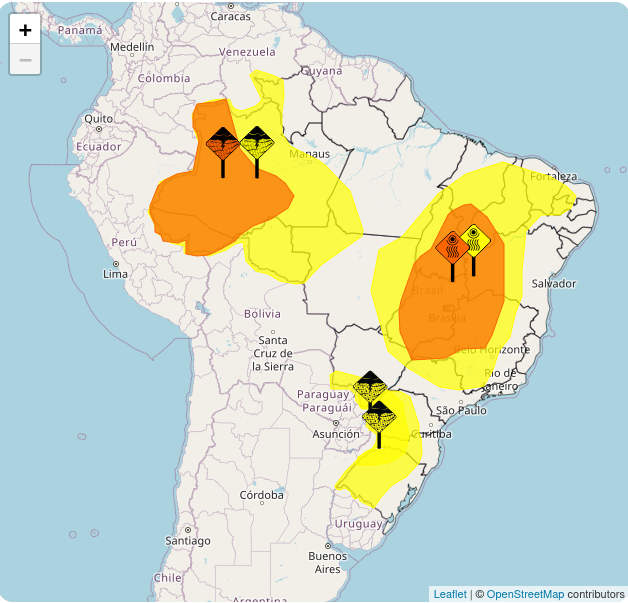 +
−
Caracas
Panamá
Medellín
Venezuela
Guyana
Colombia
Quito
Ecuador
Manaus
Fortaleza
Perú
Lima
Salvador
Brasil
Brasília
Bolivia
Santa
Cruz de
la Sierra
Belo Horizonte
Rio de
Janeiro
Paraguay /
Paraguái
São Paulo
Asunción
Curitiba
Córdoba
Uruguay
Santiago
Buenos
Aires
Chile
Argentina
Leaflet | © OpenStreetMap contributors